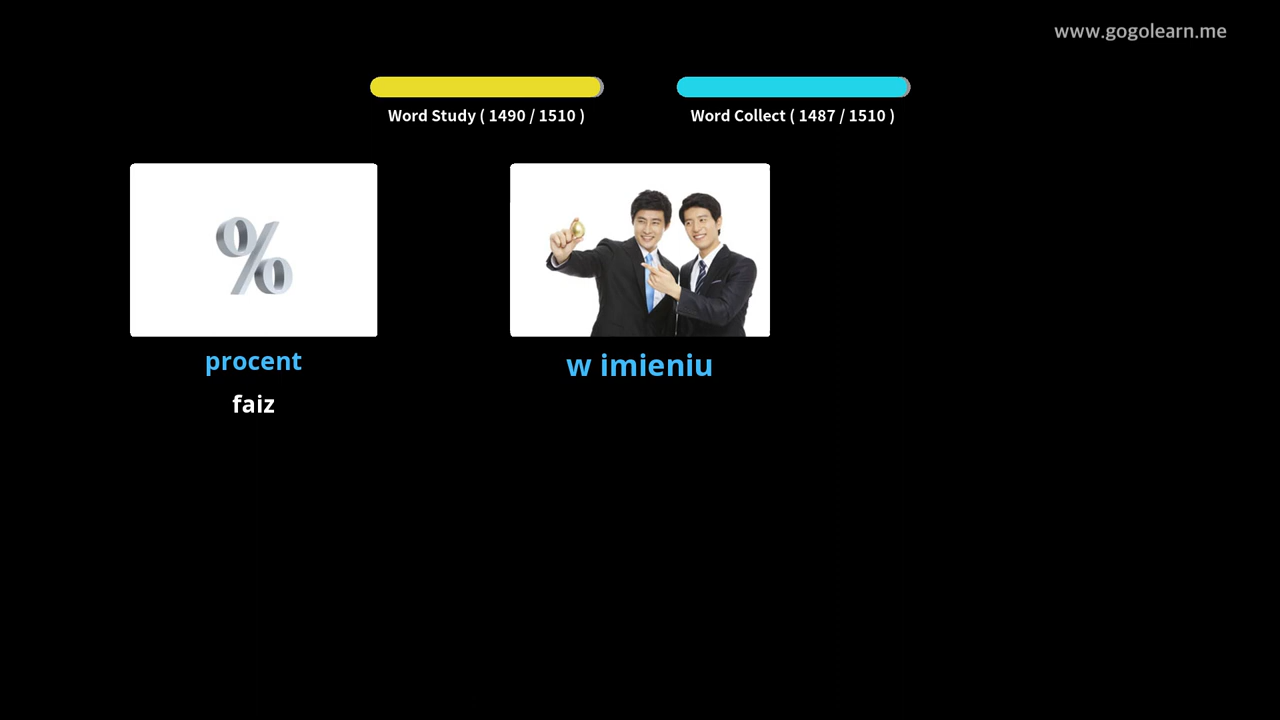 www.gogolearn.me
Word Study ( 1490 / 1510 )
Word Collect ( 1487 / 1510 )
%
procent
faiz
w imieniu